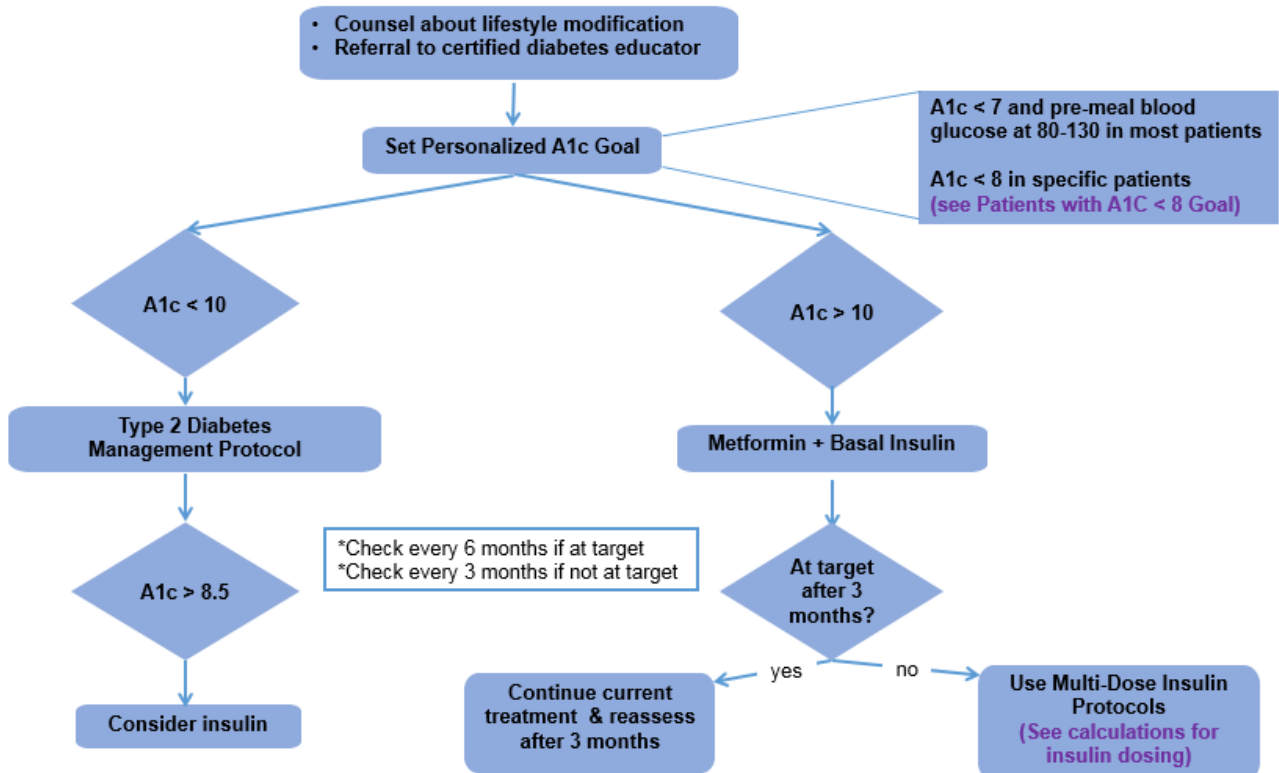 • Counsel about lifestyle modification
• Referral to certified diabetes educator
Set Personalized A1c Goal
A1c < 7 and pre-meal blood
glucose at 80-130 in most patients
A1c < 8 in specific patients
(see Patients with A1C < 8 Goal)
A1c < 10
A1c > 10
Type 2 Diabetes
Management Protocol
Metformin + Basal Insulin
*Check every 6 months if at target
*Check every 3 months if not at target
A1c > 8.5
At target
after 3
months?
yes
no
Consider insulin
Continue current
treatment & reassess
after 3 months
Use Multi-Dose Insulin
Protocols
(See calculations for
insulin dosing)